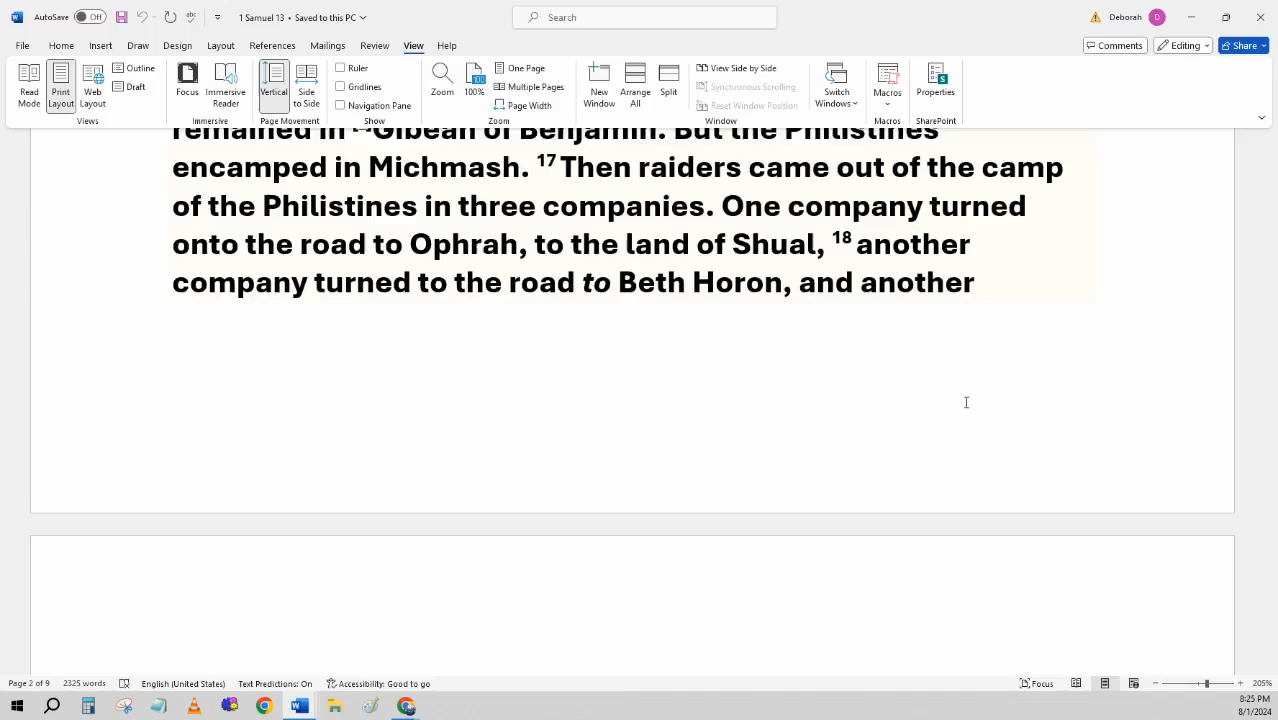 AutoSave Off 1 Samuel 13 • Saved to this PC Search Deborah D
File Home Insert Draw Design Layout References Mailings Review View Help Comments Editing Share
Read Mode Print Layout Web Layout Outline Draft Focus Immersive Reader Vertical Side to Side Ruler Gridlines Navigation Pane Zoom 100% One Page Multiple Pages Page Width New Window Arrange All Split View Side by Side Synchronous Scrolling Reset Window Position Switch Windows Macros Properties
Views Immersive Page Movement Show Zoom Window Macros SharePoint
remained in Gibeah of Benjamin. But the Philistines
encamped in Michmash. 17 Then raiders came out of the camp
of the Philistines in three companies. One company turned
onto the road to Ophrah, to the land of Shual, 18 another
company turned to the road to Beth Horon, and another
Page 2 of 9 2325 words English (United States) Text Predictions: On Accessibility: Good to go Focus 205%
8:25 PM
8/1/2024